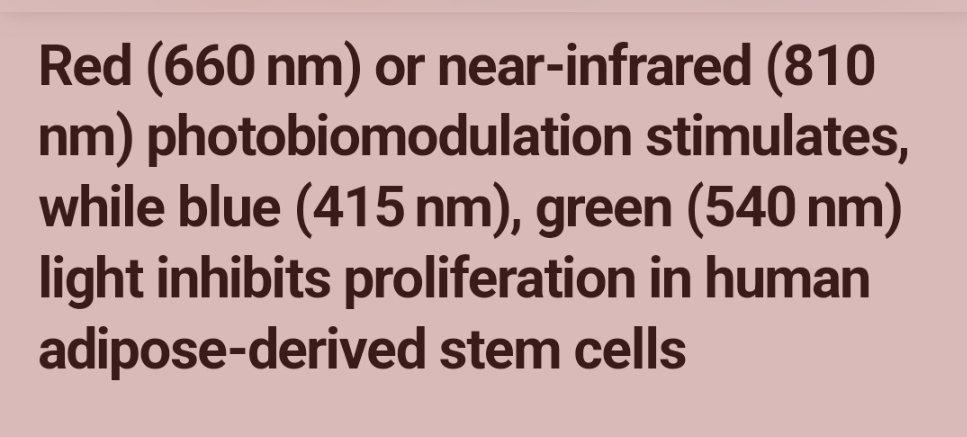 Red (660 nm) or near-infrared (810
nm) photobiomodulation stimulates,
while blue (415 nm), green (540 nm)
light inhibits proliferation in human
adipose-derived stem cells